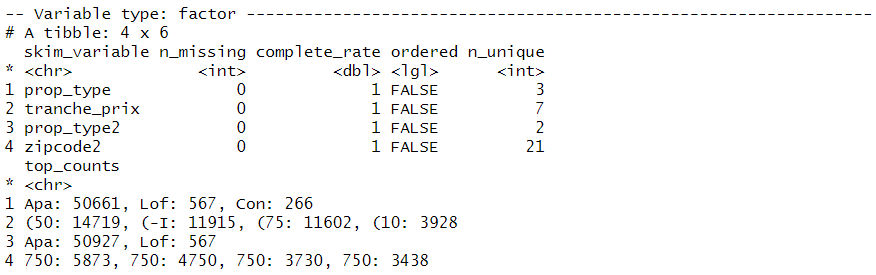 -- Variable type: factor ------------------------------------------------------------------------
# A tibble: 4 x 6
  skim_variable n_missing complete_rate ordered n_unique
* <chr>             <int>         <dbl> <lgl>      <int>
1 prop_type             0             1 FALSE          3
2 tranche_prix          0             1 FALSE          7
3 prop_type2            0             1 FALSE          2
4 zipcode2              0             1 FALSE         21
  top_counts
* <chr>
1 Apa: 50661, Lof: 567, Con: 266
2 (50: 14719, (-I: 11915, (75: 11602, (10: 3928
3 Apa: 50927, Lof: 567
4 750: 5873, 750: 4750, 750: 3730, 750: 3438